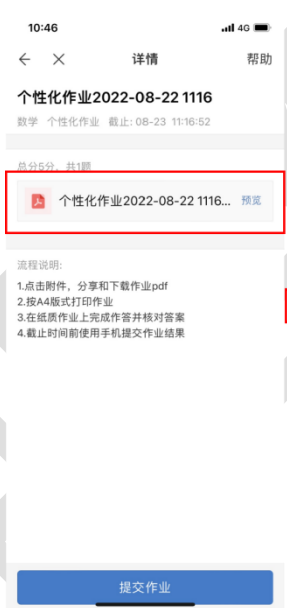 10:46
4G
详情
帮助
个性化作业2022-08-22 1116
数学 个性化作业 截止: 08-23 11:16:52
总分5分，共1题
个性化作业2022-08-22 1116... 预览
流程说明:
1.点击附件，分享和下载作业pdf
2.按A4版式打印作业
3.在纸质作业上完成作答并核对答案
4.截止时间前使用手机提交作业结果
提交作业